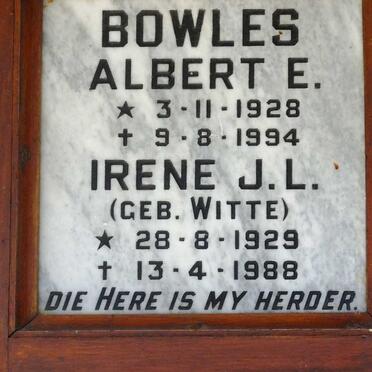 BOWLES
ALBERT E.
★ 3-11-1928
✝ 9-8-1994
IRENE J.L.
(GEB. WITTE)
★ 28-8-1929
✝ 13-4-1988
DIE HERE IS MY HERDER.